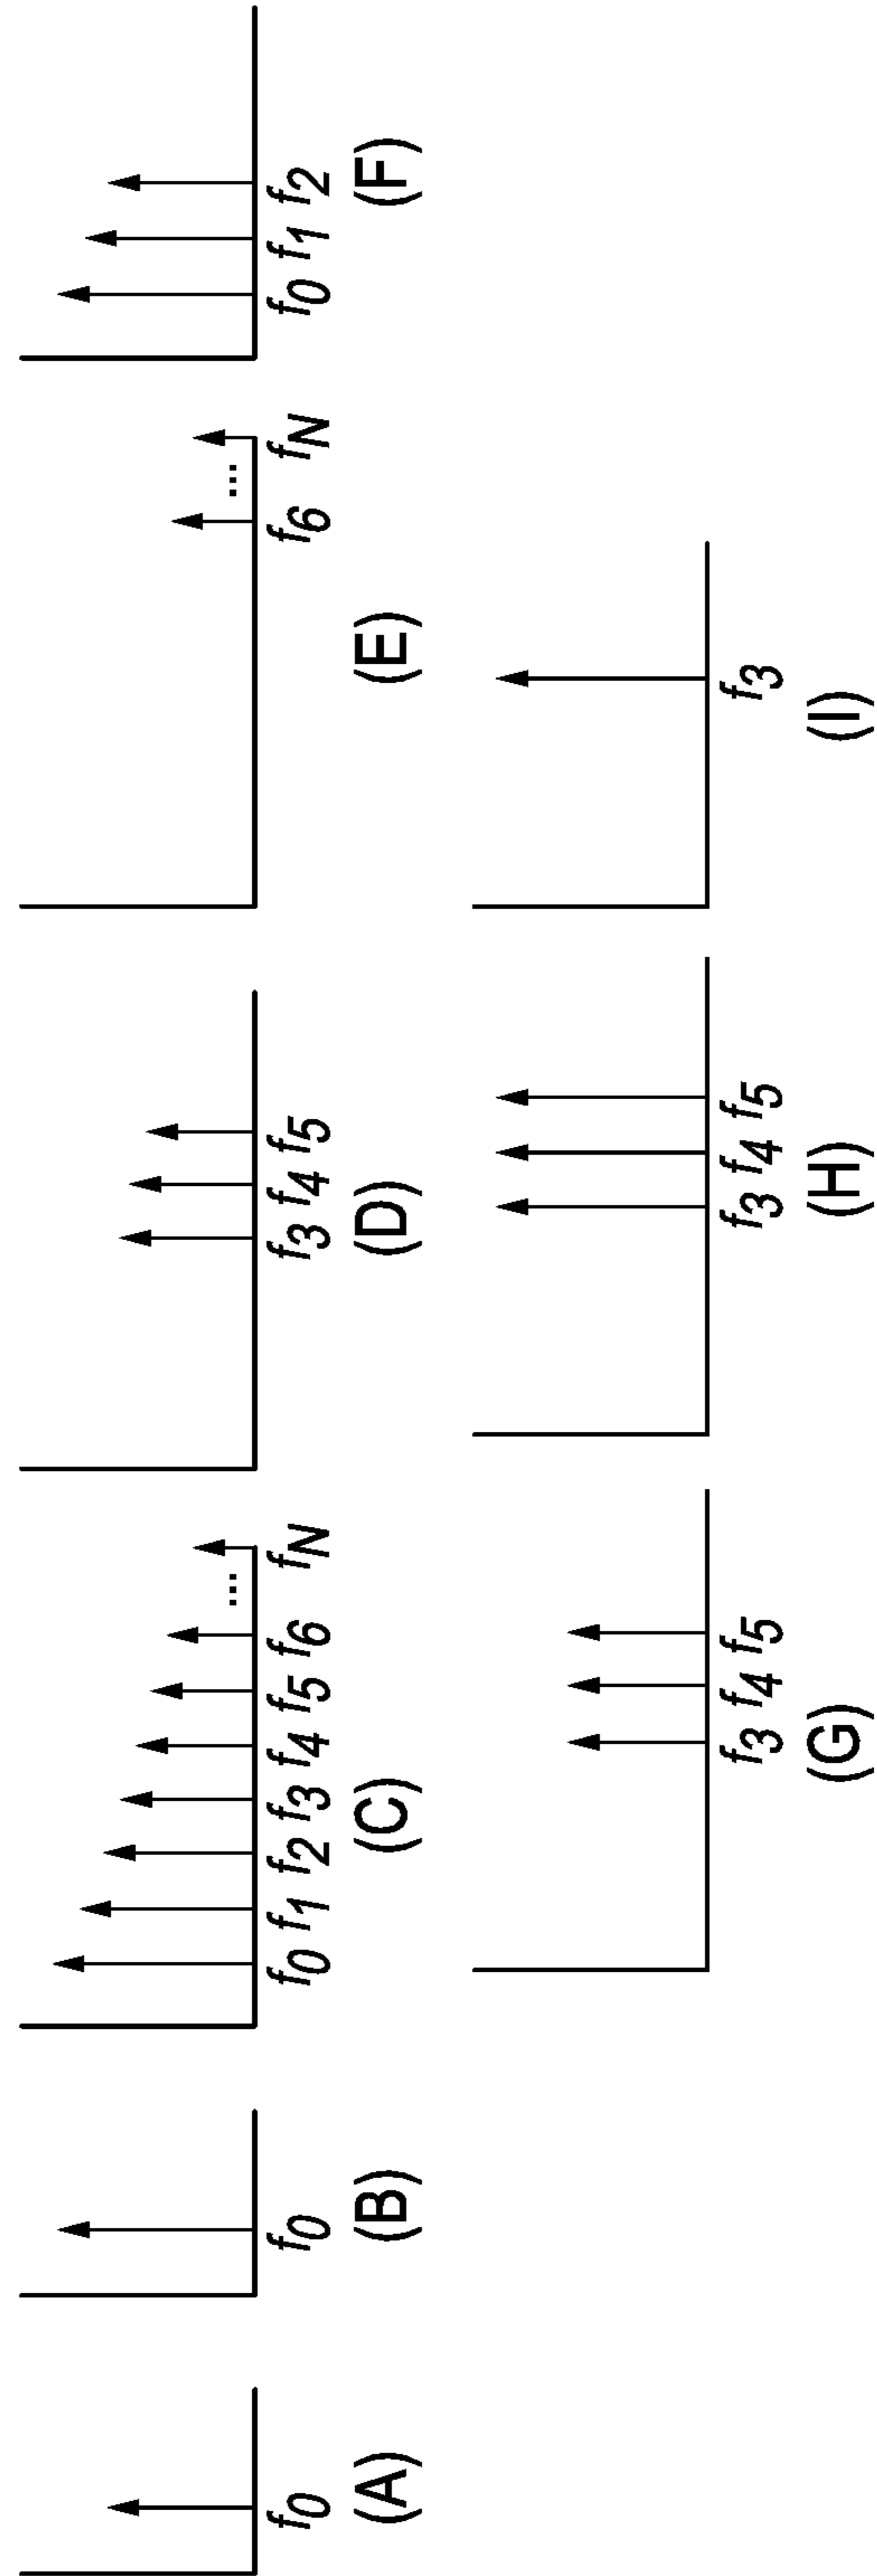 f0
(A)
f0
(B)
f0 f1 f2 f3 f4 f5 f6 ... fN
(C)
f3 f4 f5
(D)
f6 ... fN
(E)
f0 f1 f2
(F)
f3 f4 f5
(G)
f3 f4 f5
(H)
f3
(I)